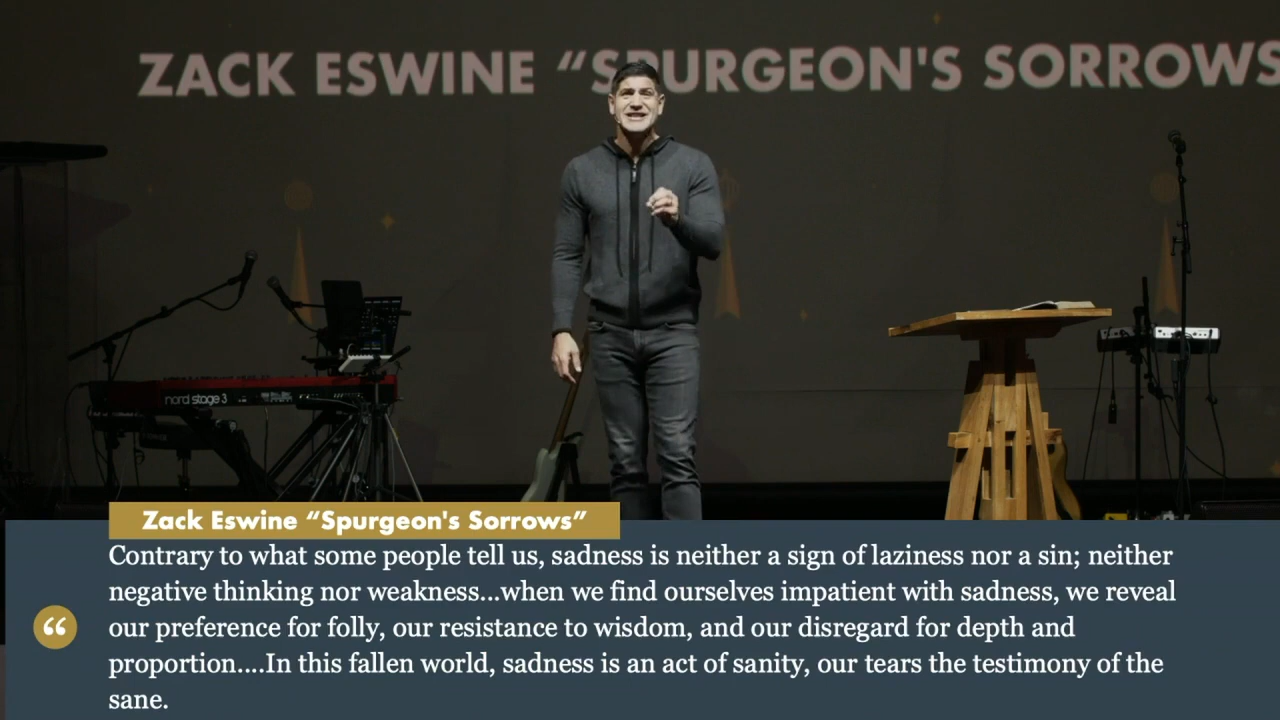 ZACK ESWINE “SPURGEON'S SORROWS
nord stage 3
Zack Eswine “Spurgeon's Sorrows”
Contrary to what some people tell us, sadness is neither a sign of laziness nor a sin; neither
negative thinking nor weakness...when we find ourselves impatient with sadness, we reveal
our preference for folly, our resistance to wisdom, and our disregard for depth and
proportion....In this fallen world, sadness is an act of sanity, our tears the testimony of the
sane.